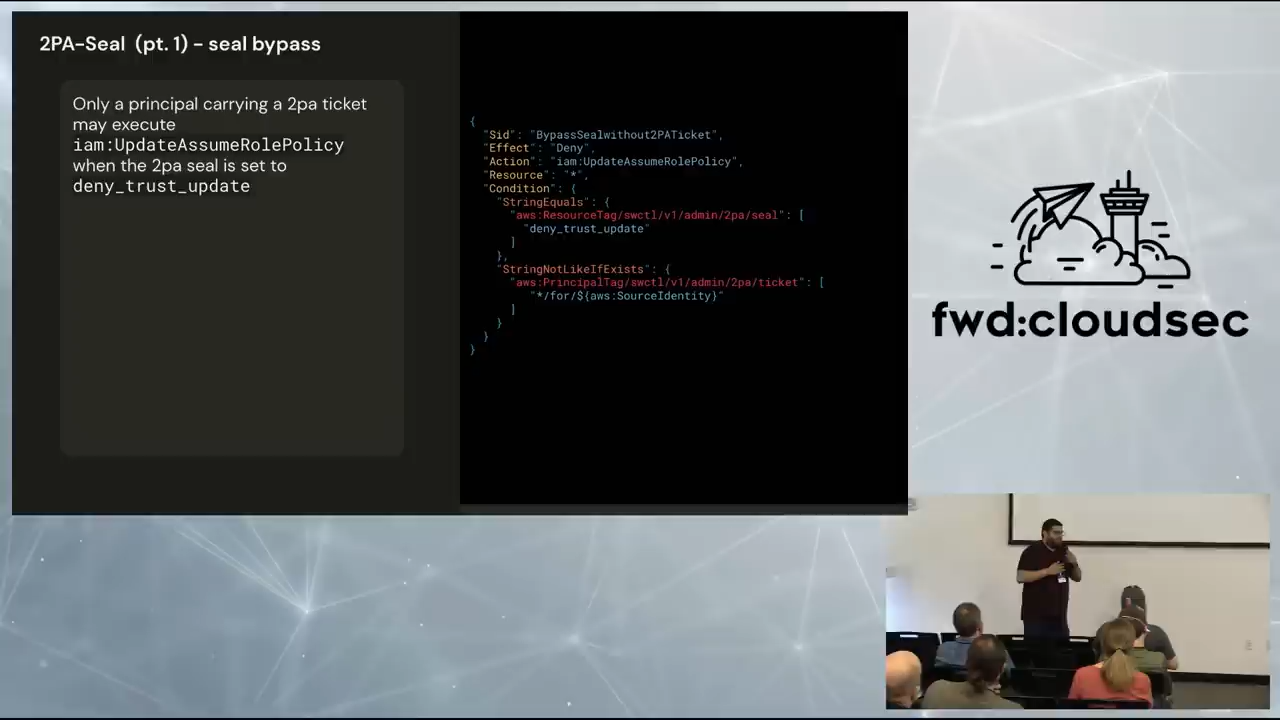 2PA-Seal (pt. 1) - seal bypass
Only a principal carrying a 2pa ticket
may execute
iam:UpdateAssumeRolePolicy
when the 2pa seal is set to
deny_trust_update
{
"Sid": "BypassSealwithout2PATicket",
"Effect": "Deny",
"Action": "iam:UpdateAssumeRolePolicy",
"Resource": "*",
"Condition": {
"StringEquals": {
"aws:ResourceTag/swctl/v1/admin/2pa/seal": [
"deny_trust_update"
]
},
"StringNotLikeIfExists": {
"aws:PrincipalTag/swctl/v1/admin/2pa/ticket": [
"*/for/${aws:SourceIdentity}"
]
}
}
}
fwd:cloudsec